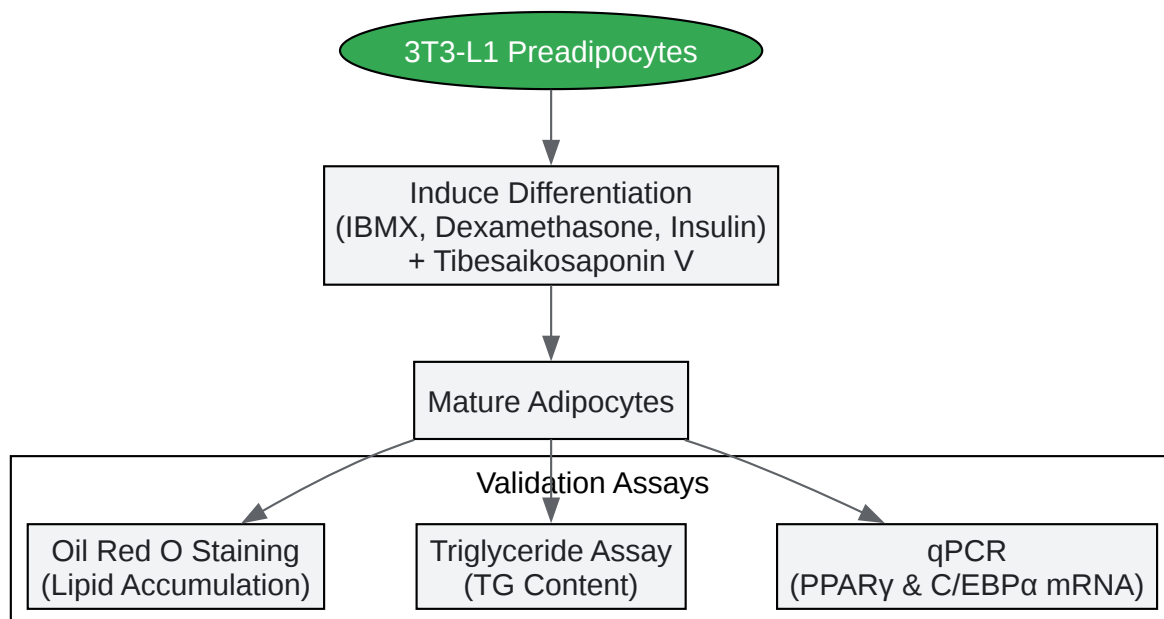 3T3-L1 Preadipocytes
Induce Differentiation
(IBMX, Dexamethasone, Insulin)
+ Tibesaikosaponin V
Mature Adipocytes
Validation Assays
Oil Red O Staining
(Lipid Accumulation)
Triglyceride Assay
(TG Content)
qPCR
(PPARγ & C/EBPα mRNA)